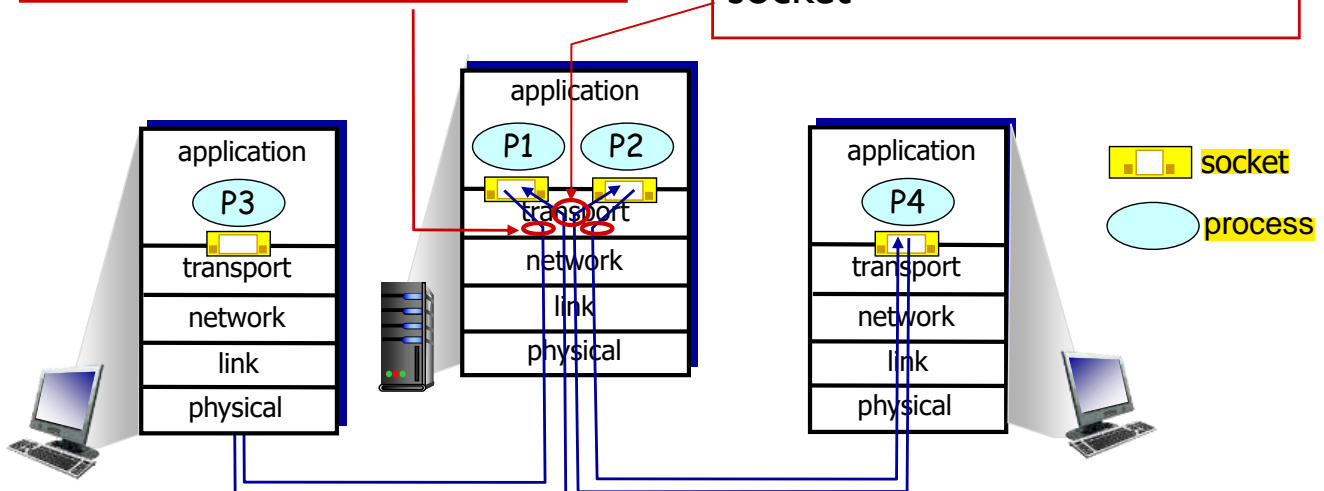 socket
application
P1 P2
transport
network
link
physical
application
P3
transport
network
link
physical
application
P4
transport
network
link
physical
socket
process